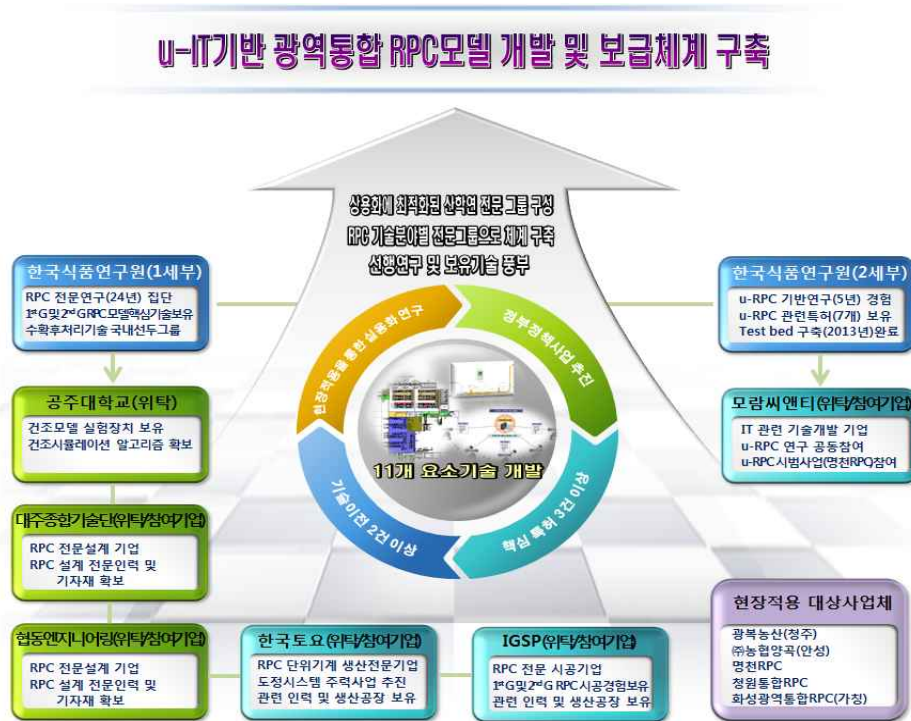 u-IT기반 광역통합 RPC모델 개발 및 보급체계 구축
상용화에 최적화된 산학연 전문 그룹 구성
RPC 기술분야별 전문그룹으로 체계 구축
선행연구 및 보유기술 풍부
한국식품연구원(1세부)
RPC 전문연구(24년) 집단
1st G 및 2nd G RPC 모델핵심기술보유
수확후처리기술 국내선두그룹
공주대학교(위탁)
건조모델 실험장치 보유
건조시뮬레이션 알고리즘 확보
대주종합기술단(위탁/참여기업)
RPC 전문설계 기업
RPC 설계 전문인력 및
기자재 확보
협동엔지니어링(위탁/참여기업)
RPC 전문설계 기업
RPC 설계 전문인력 및
기자재 확보
한국토요(위탁/참여기업)
RPC 단위기계 생산전문기업
도정시스템 주력사업 추진
관련 인력 및 생산공장 보유
IGSP(위탁/참여기업)
RPC 전문 시공기업
1st G 및 2nd G RPC 시공경험보유
관련 인력 및 생산공장 보유
현장적용을 통한 실용화 연구
정부정책사업 추진
기술이전 2건 이상
핵심 특허 3건 이상
11개 요소기술 개발
한국식품연구원(2세부)
u-RPC 기반연구(5년) 경험
u-RPC 관련특허(7개) 보유
Test bed 구축(2013년)완료
모람씨앤티(위탁/참여기업)
IT 관련 기술개발 기업
u-RPC 연구 공동참여
u-RPC 시범사업(명천RPC)참여
현장적용 대상사업체
광복농산(청주)
㈜농협양곡(안성)
명천RPC
청원통합RPC
화성광역통합RPC(가칭)